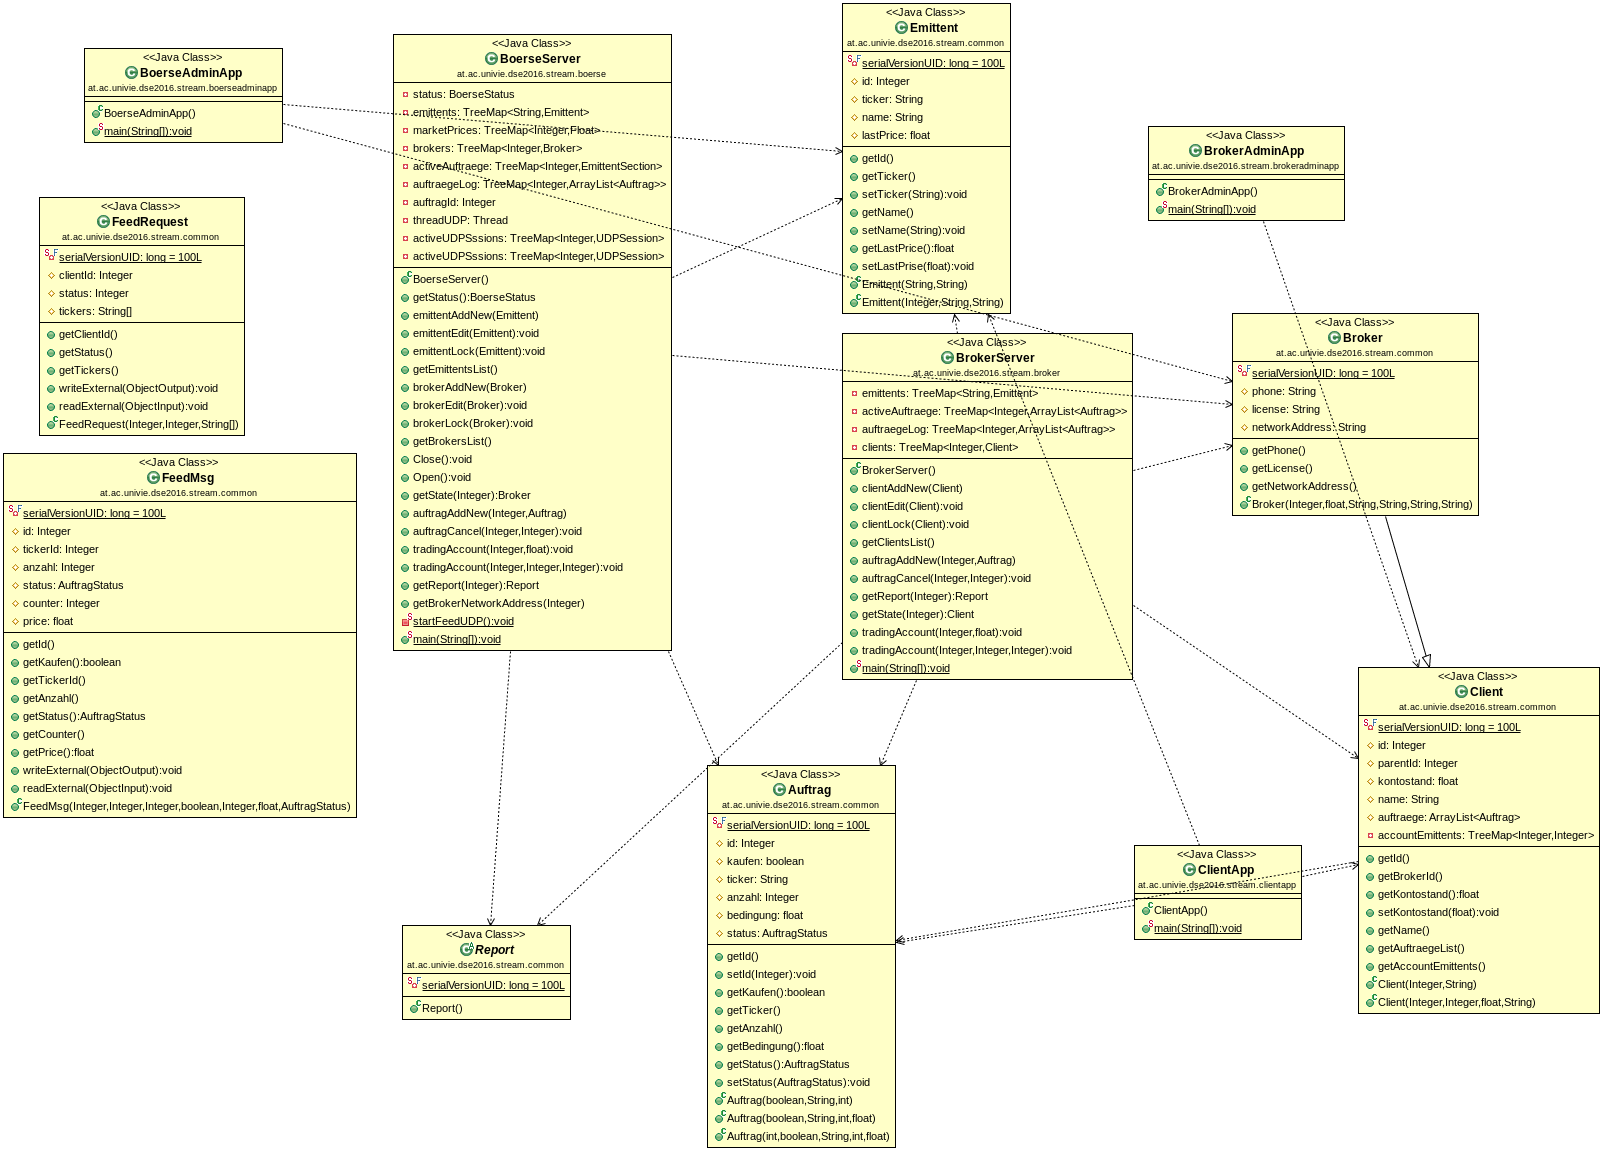 <<Java Class>>
BoerseAdminApp
at.ac.univie.dse2016.stream.boerseadminapp
BoerseAdminApp()
main(String[]):void
<<Java Class>>
FeedRequest
at.ac.univie.dse2016.stream.common
serialVersionUID: long = 100L
clientId: Integer
status: Integer
tickers: String[]
getClientId()
getStatus()
getTickers()
writeExternal(ObjectOutput):void
readExternal(ObjectInput):void
FeedRequest(Integer,Integer,String[])
<<Java Class>>
FeedMsg
at.ac.univie.dse2016.stream.common
serialVersionUID: long = 100L
id: Integer
tickerId: Integer
anzahl: Integer
status: AuftragStatus
counter: Integer
price: float
getId()
getKaufen():boolean
getTickerId()
getAnzahl()
getStatus():AuftragStatus
getCounter()
getPrice():float
writeExternal(ObjectOutput):void
readExternal(ObjectInput):void
FeedMsg(Integer,Integer,Integer,boolean,Integer,float,AuftragStatus)
<<Java Class>>
BoerseServer
at.ac.univie.dse2016.stream.boerse
status: BoerseStatus
emittents: TreeMap<String,Emittent>
marketPrices: TreeMap<Integer,Float>
brokers: TreeMap<Integer,Broker>
activeAuftraege: TreeMap<Integer,EmittentSection>
auftraegeLog: TreeMap<Integer,ArrayList<Auftrag>>
auftragId: Integer
threadUDP: Thread
activeUDPSssions: TreeMap<Integer,UDPSession>
activeUDPSssions: TreeMap<Integer,UDPSession>
BoerseServer()
getStatus():BoerseStatus
emittentAddNew(Emittent)
emittentEdit(Emittent):void
emittentLock(Emittent):void
getEmittentsList()
brokerAddNew(Broker)
brokerEdit(Broker):void
brokerLock(Broker):void
getBrokersList()
Close():void
Open():void
getState(Integer):Broker
auftragAddNew(Integer,Auftrag)
auftragCancel(Integer,Integer):void
tradingAccount(Integer,float):void
tradingAccount(Integer,Integer,Integer):void
getReport(Integer):Report
getBrokerNetworkAddress(Integer)
startFeedUDP():void
main(String[]):void
<<Java Class>>
Report
at.ac.univie.dse2016.stream.common
serialVersionUID: long = 100L
Report()
<<Java Class>>
Emittent
at.ac.univie.dse2016.stream.common
serialVersionUID: long = 100L
id: Integer
ticker: String
name: String
lastPrice: float
getId()
getTicker()
setTicker(String):void
getName()
setName(String):void
getLastPrice():float
setLastPrise(float):void
Emittent(String,String)
Emittent(Integer,String,String)
<<Java Class>>
BrokerServer
at.ac.univie.dse2016.stream.broker
emittents: TreeMap<String,Emittent>
activeAuftraege: TreeMap<Integer,ArrayList<Auftrag>>
auftraegeLog: TreeMap<Integer,ArrayList<Auftrag>>
clients: TreeMap<Integer,Client>
BrokerServer()
clientAddNew(Client)
clientEdit(Client):void
clientLock(Client):void
getClientsList()
auftragAddNew(Integer,Auftrag)
auftragCancel(Integer,Integer):void
getReport(Integer):Report
getState(Integer):Client
tradingAccount(Integer,float):void
tradingAccount(Integer,Integer,Integer):void
main(String[]):void
<<Java Class>>
Auftrag
at.ac.univie.dse2016.stream.common
serialVersionUID: long = 100L
id: Integer
kaufen: boolean
ticker: String
anzahl: Integer
bedingung: float
status: AuftragStatus
getId()
setId(Integer):void
getKaufen():boolean
getTicker()
getAnzahl()
getBedingung():float
getStatus():AuftragStatus
setStatus(AuftragStatus):void
Auftrag(boolean,String,int)
Auftrag(boolean,String,int,float)
Auftrag(int,boolean,String,int,float)
<<Java Class>>
BrokerAdminApp
at.ac.univie.dse2016.stream.brokeradminapp
BrokerAdminApp()
main(String[]):void
<<Java Class>>
Broker
at.ac.univie.dse2016.stream.common
serialVersionUID: long = 100L
phone: String
license: String
networkAddress: String
getPhone()
getLicense()
getNetworkAddress()
Broker(Integer,float,String,String,String,String)
<<Java Class>>
ClientApp
at.ac.univie.dse2016.stream.clientapp
ClientApp()
main(String[]):void
<<Java Class>>
Client
at.ac.univie.dse2016.stream.common
serialVersionUID: long = 100L
id: Integer
parentId: Integer
kontostand: float
name: String
auftraege: ArrayList<Auftrag>
accountEmittents: TreeMap<Integer,Integer>
getId()
getBrokerId()
getKontostand():float
setKontostand(float):void
getName()
getAuftraegeList()
getAccountEmittents()
Client(Integer,String)
Client(Integer,Integer,float,String)